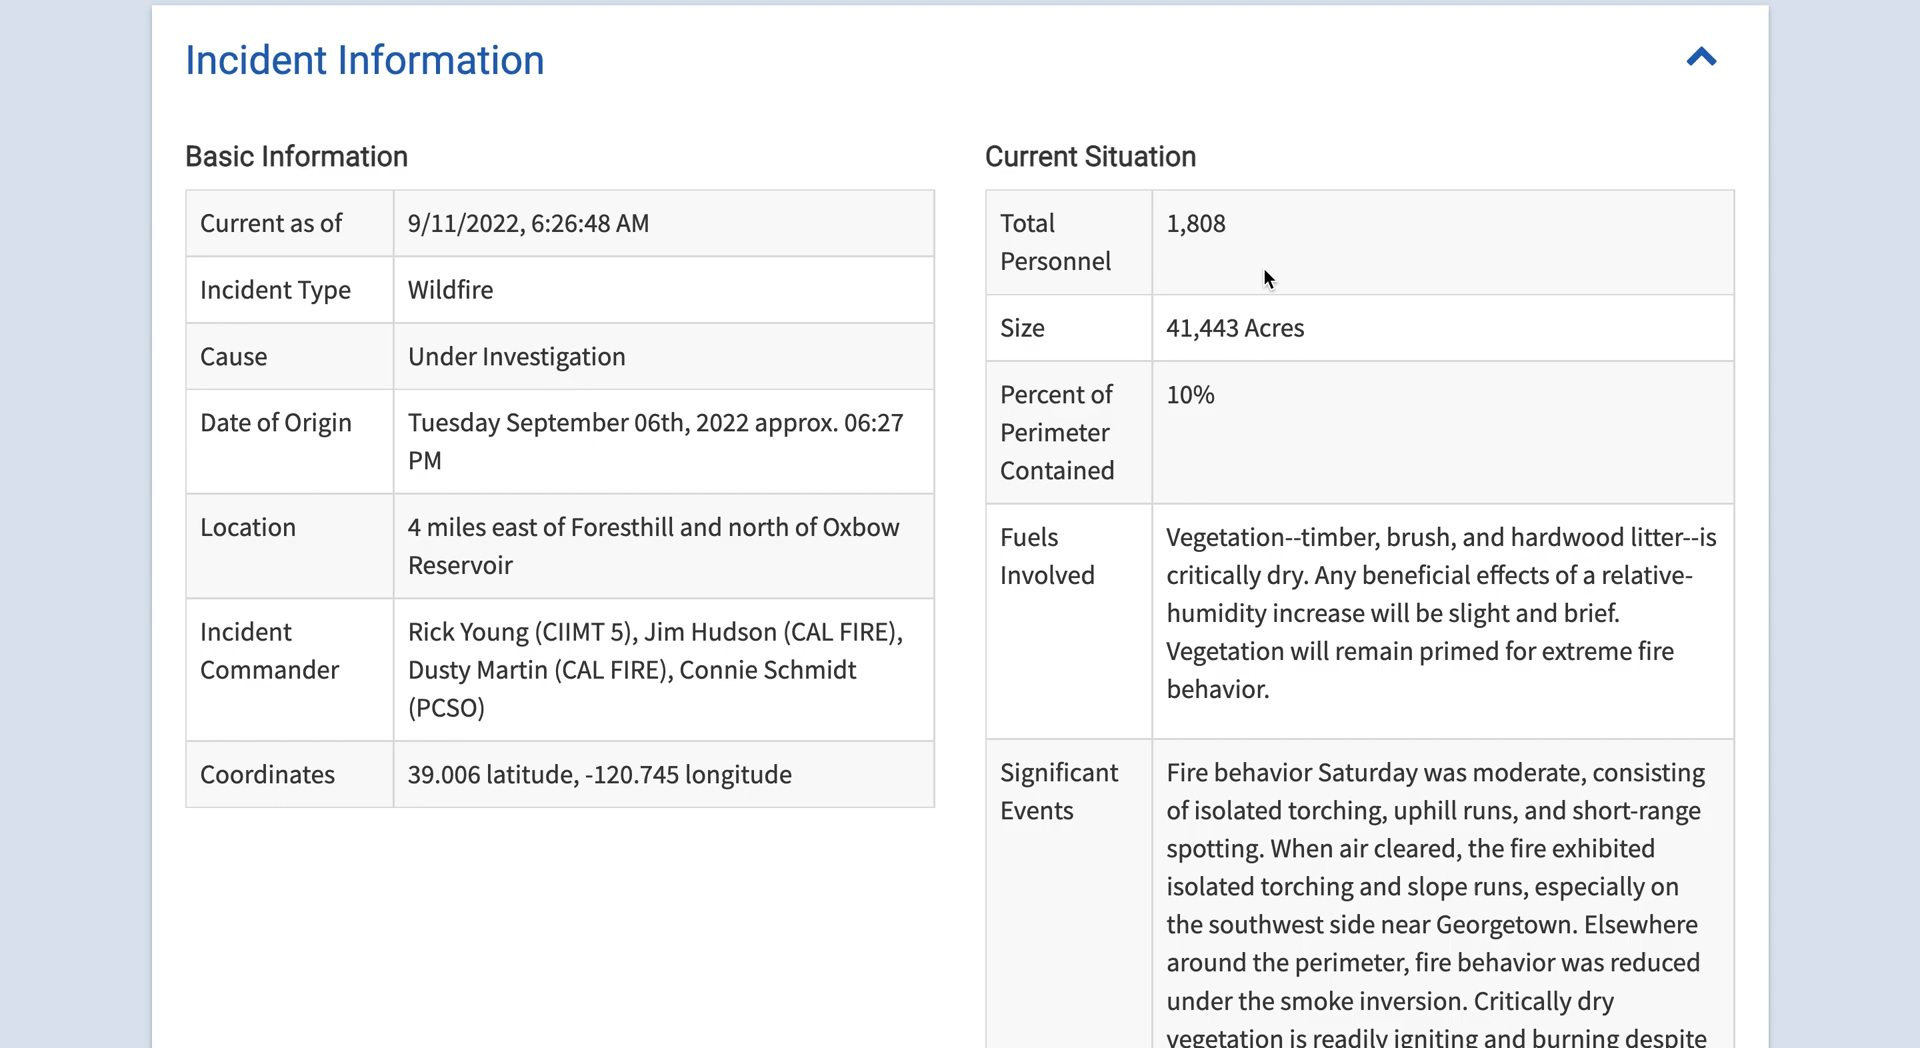 Incident Information
Basic Information
Current as of 9/11/2022, 6:26:48 AM
Incident Type Wildfire
Cause Under Investigation
Date of Origin Tuesday September 06th, 2022 approx. 06:27
PM
Location 4 miles east of Foresthill and north of Oxbow
Reservoir
Incident Rick Young (CIIMT 5), Jim Hudson (CAL FIRE),
Commander Dusty Martin (CAL FIRE), Connie Schmidt
(PCSO)
Coordinates 39.006 latitude, -120.745 longitude
Current Situation
Total 1,808
Personnel
Size 41,443 Acres
Percent of 10%
Perimeter
Contained
Fuels Vegetation--timber, brush, and hardwood litter--is
Involved critically dry. Any beneficial effects of a relative-
humidity increase will be slight and brief.
Vegetation will remain primed for extreme fire
behavior.
Significant Fire behavior Saturday was moderate, consisting
Events of isolated torching, uphill runs, and short-range
spotting. When air cleared, the fire exhibited
isolated torching and slope runs, especially on
the southwest side near Georgetown. Elsewhere
around the perimeter, fire behavior was reduced
under the smoke inversion. Critically dry
vegetation is readily igniting and burning despite